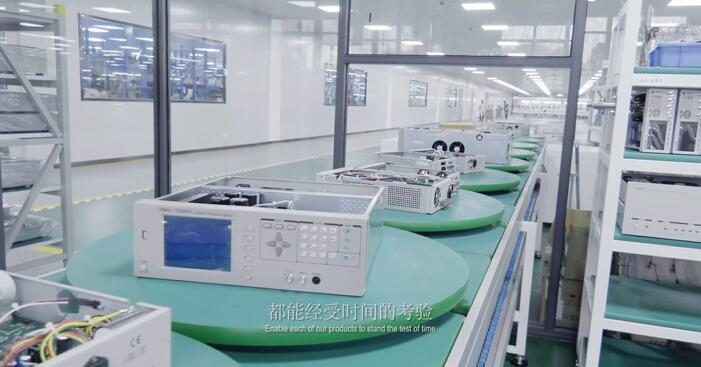 都能经受时间的考验
Enable each of our products to stand the test of time